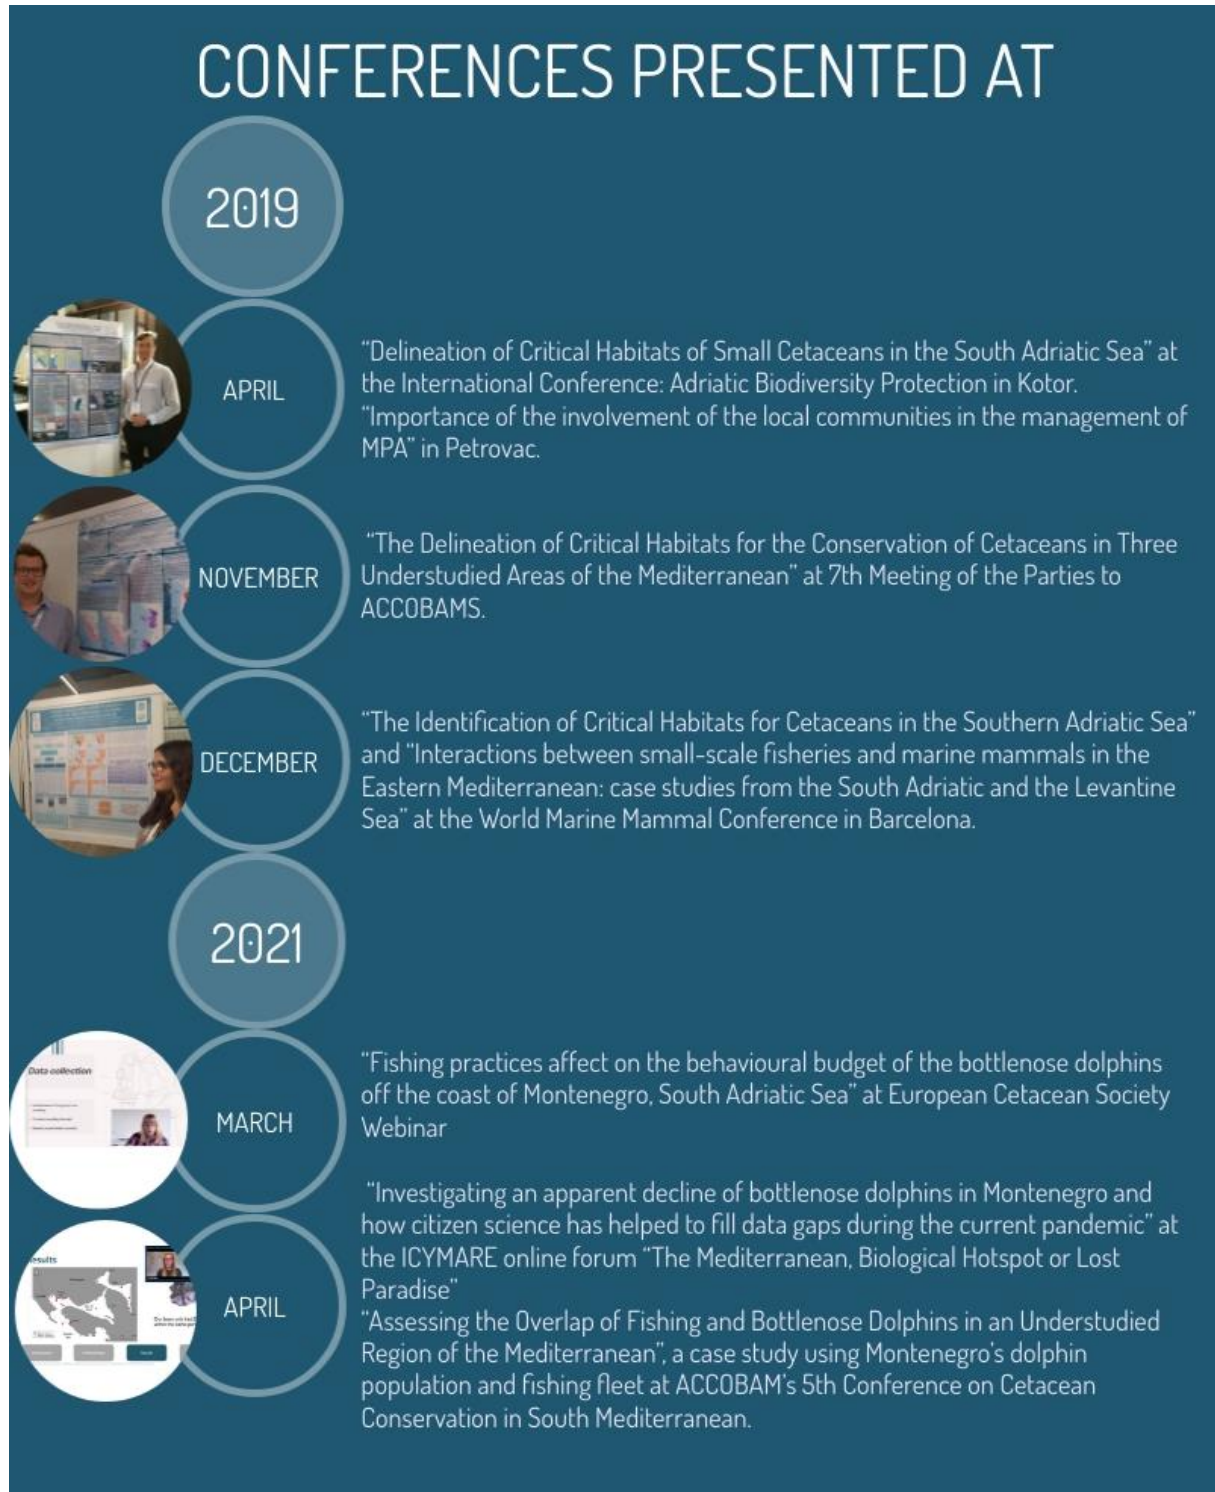 CONFERENCES PRESENTED AT
2019
APRIL
“Delineation of Critical Habitats of Small Cetaceans in the South Adriatic Sea” at
the International Conference: Adriatic Biodiversity Protection in Kotor.
“Importance of the involvement of the local communities in the management of
MPA” in Petrovac.
NOVEMBER
“The Delineation of Critical Habitats for the Conservation of Cetaceans in Three
Understudied Areas of the Mediterranean” at 7th Meeting of the Parties to
ACCOBAMS.
DECEMBER
“The Identification of Critical Habitats for Cetaceans in the Southern Adriatic Sea”
and “Interactions between small-scale fisheries and marine mammals in the
Eastern Mediterranean: case studies from the South Adriatic and the Levantine
Sea” at the World Marine Mammal Conference in Barcelona.
2021
Data collection
MARCH
“Fishing practices affect on the behavioural budget of the bottlenose dolphins
off the coast of Montenegro, South Adriatic Sea” at European Cetacean Society
Webinar
APRIL
“Investigating an apparent decline of bottlenose dolphins in Montenegro and
how citizen science has helped to fill data gaps during the current pandemic” at
the ICYMARE online forum “The Mediterranean, Biological Hotspot or Lost
Paradise”
“Assessing the Overlap of Fishing and Bottlenose Dolphins in an Understudied
Region of the Mediterranean”, a case study using Montenegro's dolphin
population and fishing fleet at ACCOBAM's 5th Conference on Cetacean
Conservation in South Mediterranean.